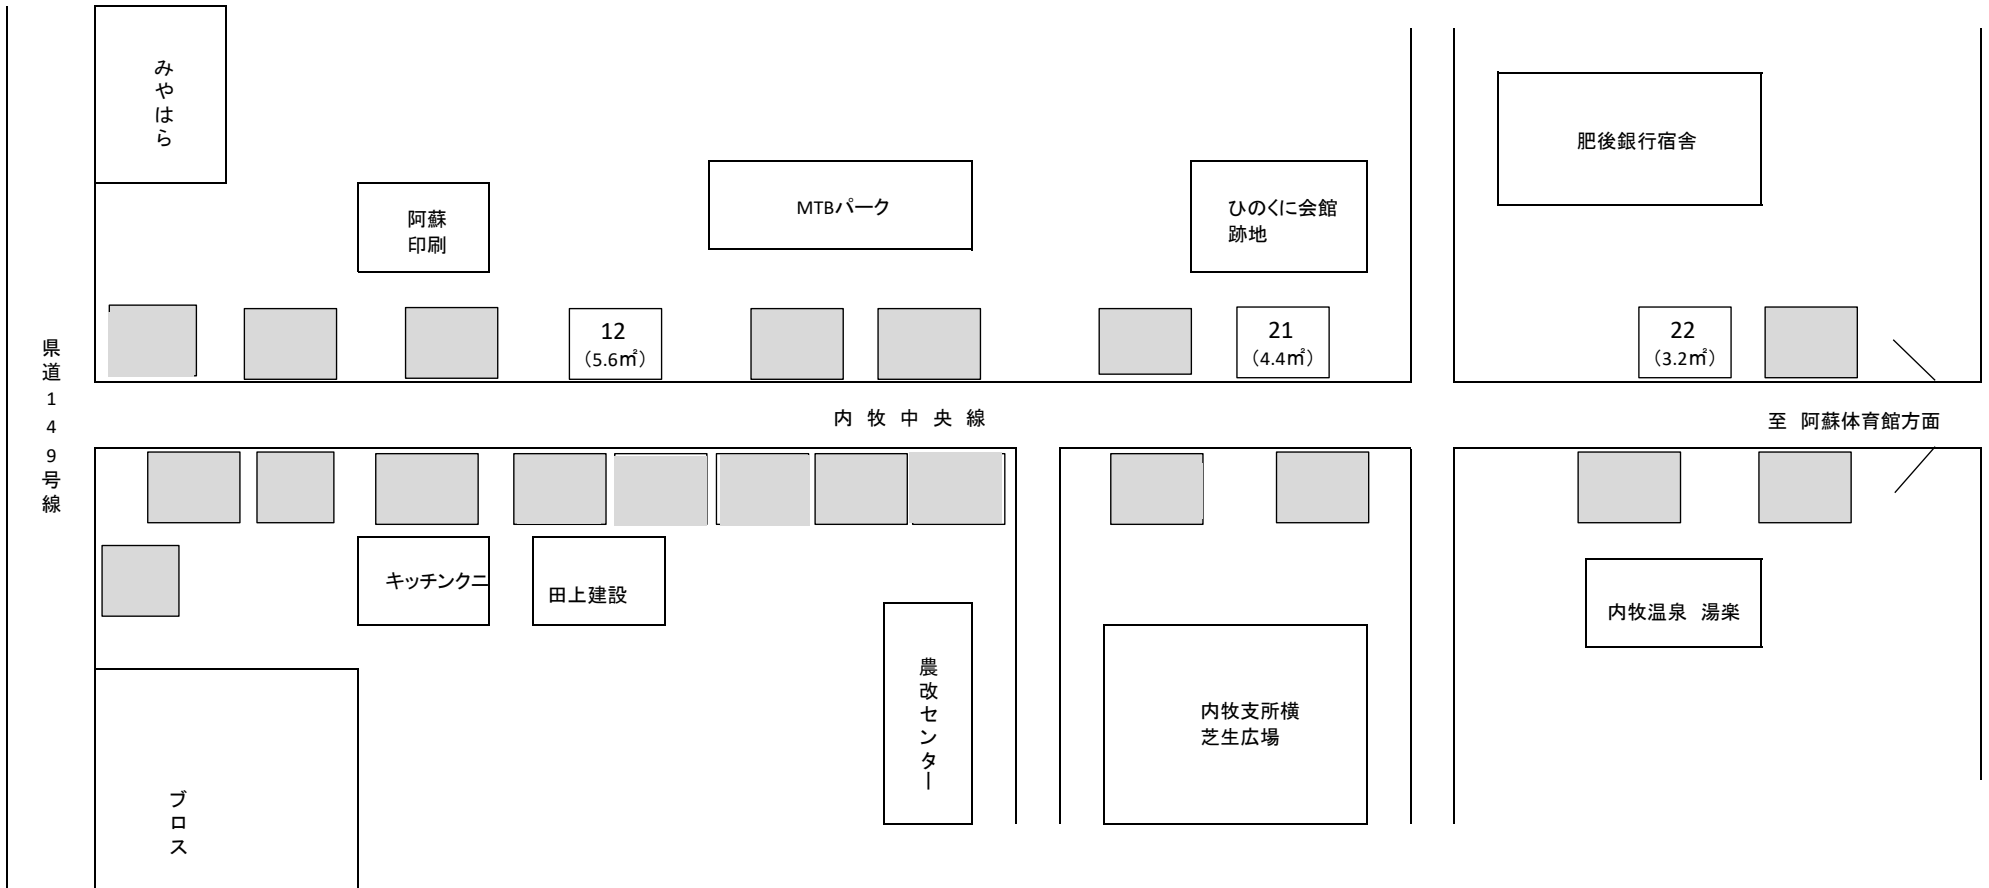 みやはら
肥後銀行宿舎
阿蘇
印刷
MTBパーク
ひのくに会館
跡地
12
（5.6㎡）
21
（4.4㎡）
22
（3.2㎡）
県道149号線
内牧中央線
至　阿蘇体育館方面
キッチンクニ
田上建設
内牧温泉　湯楽
農改センター
内牧支所横
芝生広場
ブロス